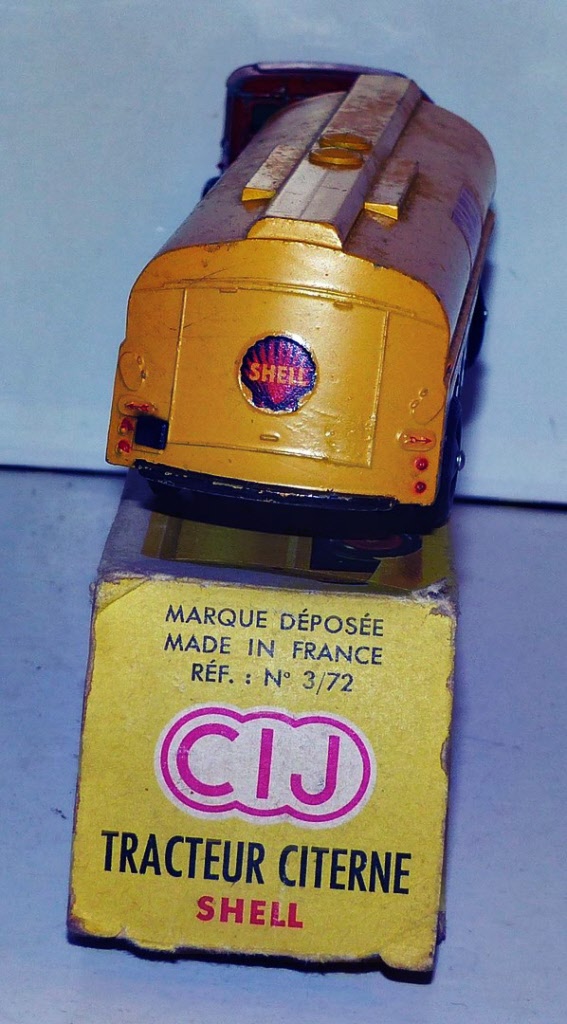 SHELL
MARQUE DÉPOSÉE
MADE IN FRANCE
RÉF. : N° 3/72
CIJ
TRACTEUR CITERNE
SHELL